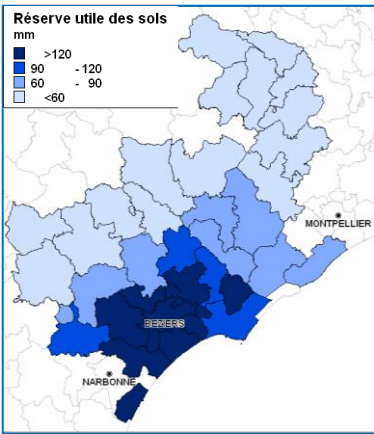 Réserve utile des sols
mm
>120
90 - 120
60 - 90
<60
MONTPELLIER
BEZIERS
NARBONNE